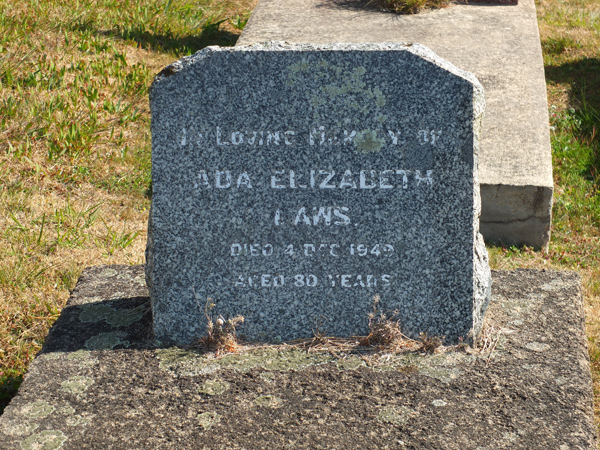 IN LOVING MEMORY OF
ADA ELIZABETH
LAWS.
DIED 4 DEC 1949
AGED 80 YEARS